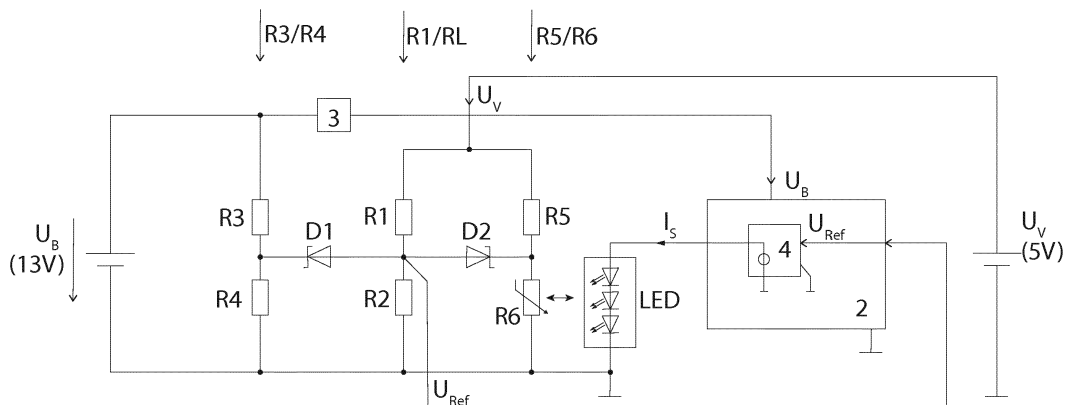 R3/R4
R1/RL
R5/R6
U_V
3
U_B
R3
R1
R5
D1
D2
I_S
U_Ref
4
U_B
(13V)
U_V
(5V)
R4
R2
R6
LED
2
U_Ref